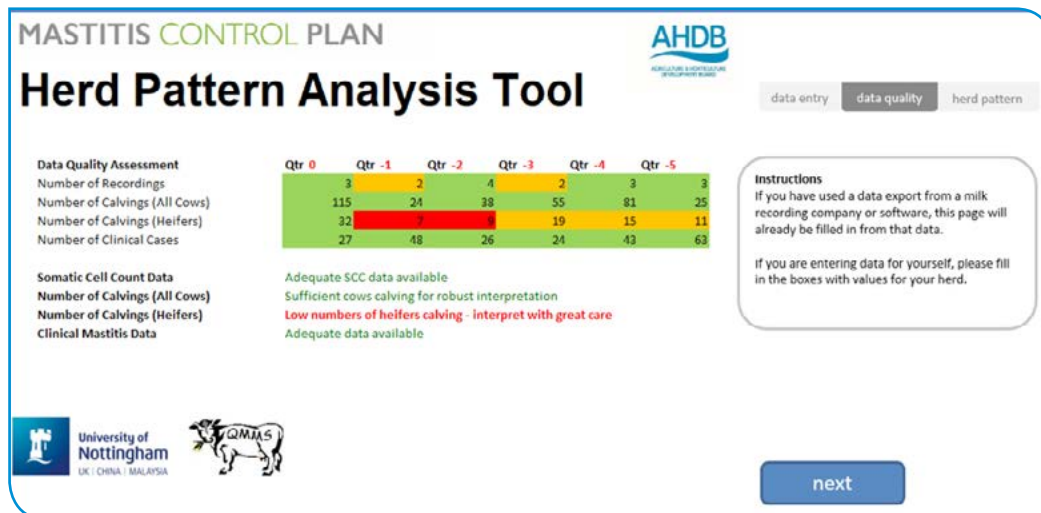 MASTITIS CONTROL PLAN
AHDB
AGRICULTURE & HORTICULTURE
DEVELOPMENT BOARD
Herd Pattern Analysis Tool
data entry data quality herd pattern
Data Quality Assessment Qtr 0 Qtr -1 Qtr -2 Qtr -3 Qtr -4 Qtr -5
Number of Recordings 3 2 4 2 3 3
Number of Calvings (All Cows) 115 24 38 55 81 25
Number of Calvings (Heifers) 32 7 9 19 15 11
Number of Clinical Cases 27 48 26 24 43 63
Somatic Cell Count Data Adequate SCC data available
Number of Calvings (All Cows) Sufficient cows calving for robust interpretation
Number of Calvings (Heifers) Low numbers of heifers calving - interpret with great care
Clinical Mastitis Data Adequate data available
Instructions
If you have used a data export from a milk
recording company or software, this page will
already be filled in from that data.
If you are entering data for yourself, please fill
in the boxes with values for your herd.
University of
Nottingham
UK | CHINA | MALAYSIA
QMMS
next